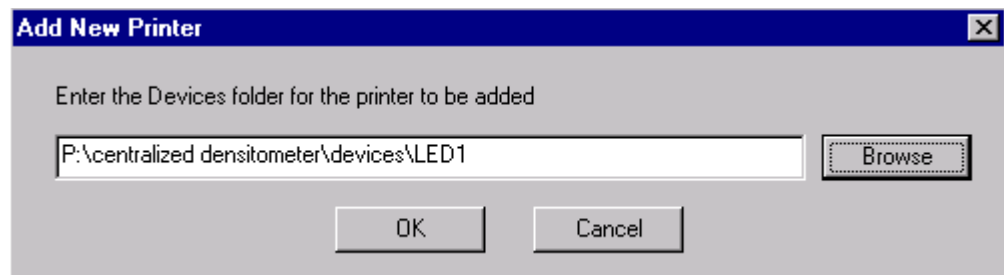 Add New Printer
Enter the Devices folder for the printer to be added
P:\centralized densitometer\devices\LED1
Browse
OK
Cancel